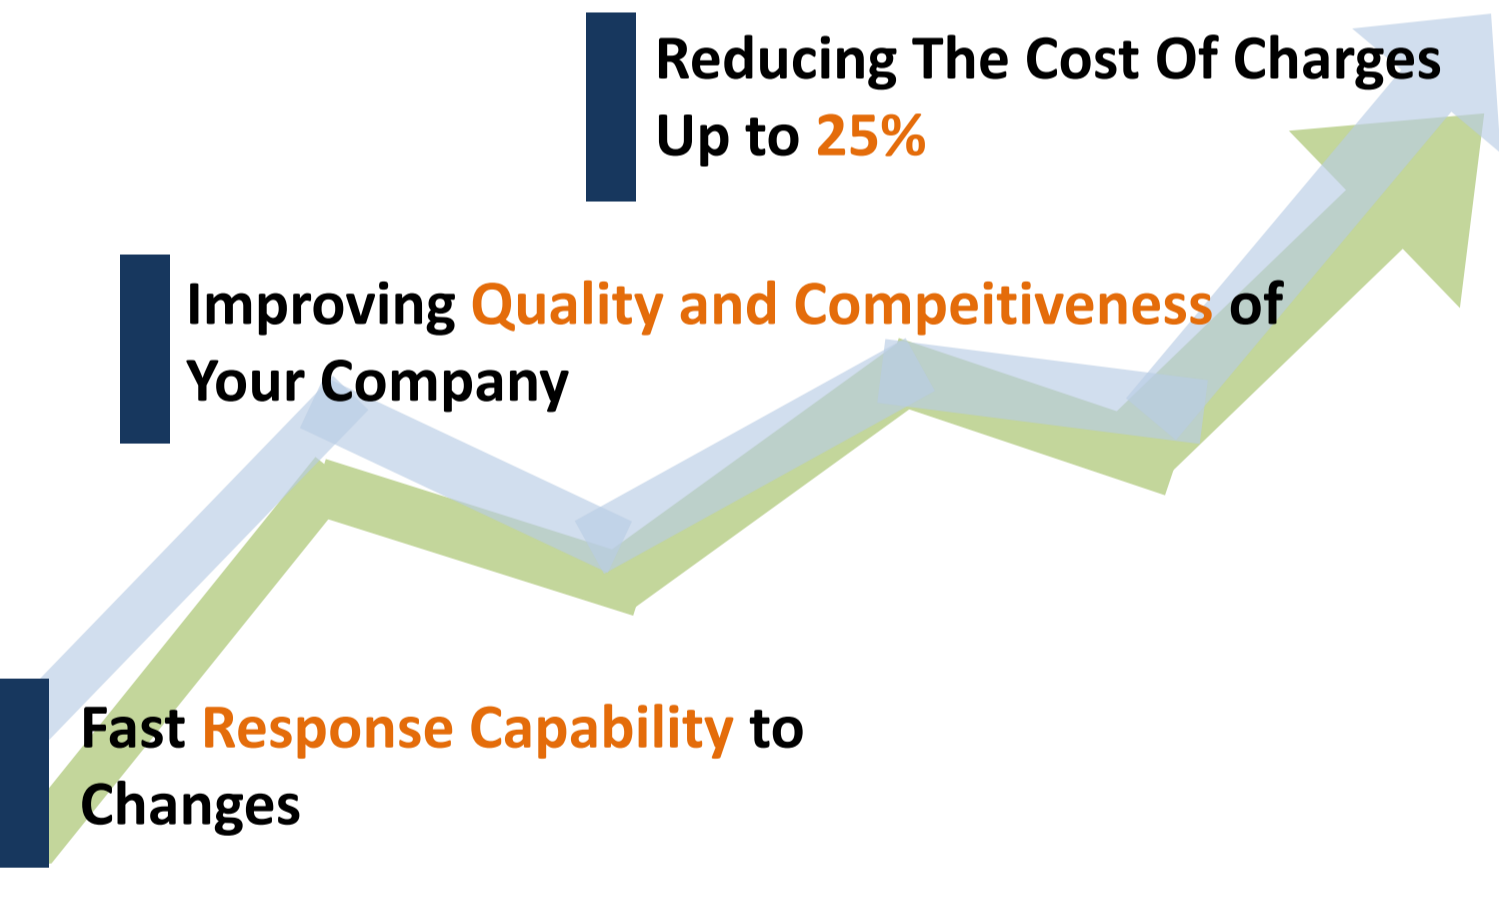 Reducing The Cost Of Charges
Up to 25%
Improving Quality and Compeitiveness of
Your Company
Fast Response Capability to
Changes